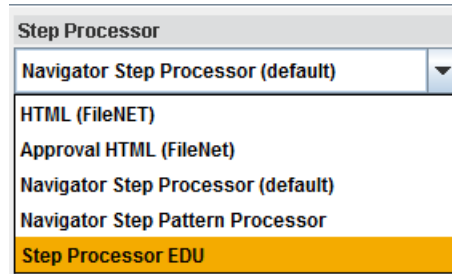 Step Processor
Navigator Step Processor (default)
HTML (FileNET)
Approval HTML (FileNet)
Navigator Step Processor (default)
Navigator Step Pattern Processor
Step Processor EDU